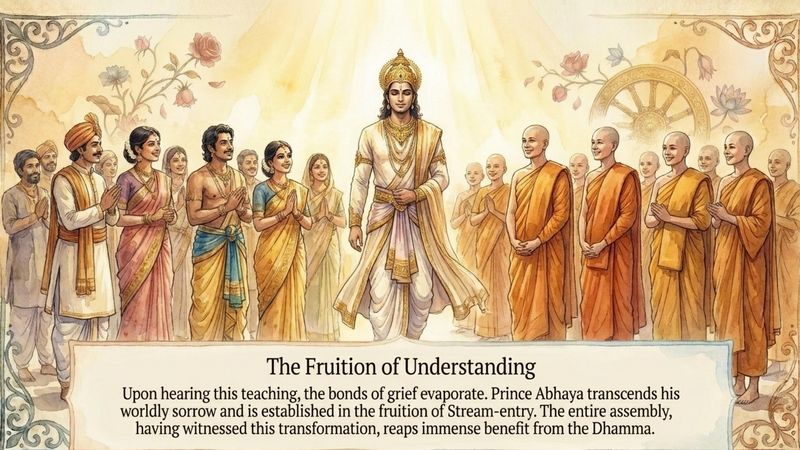 The Fruition of Understanding
Upon hearing this teaching, the bonds of grief evaporate. Prince Abhaya transcends his
worldly sorrow and is established in the fruition of Stream-entry. The entire assembly,
having witnessed this transformation, reaps immense benefit from the Dhamma.